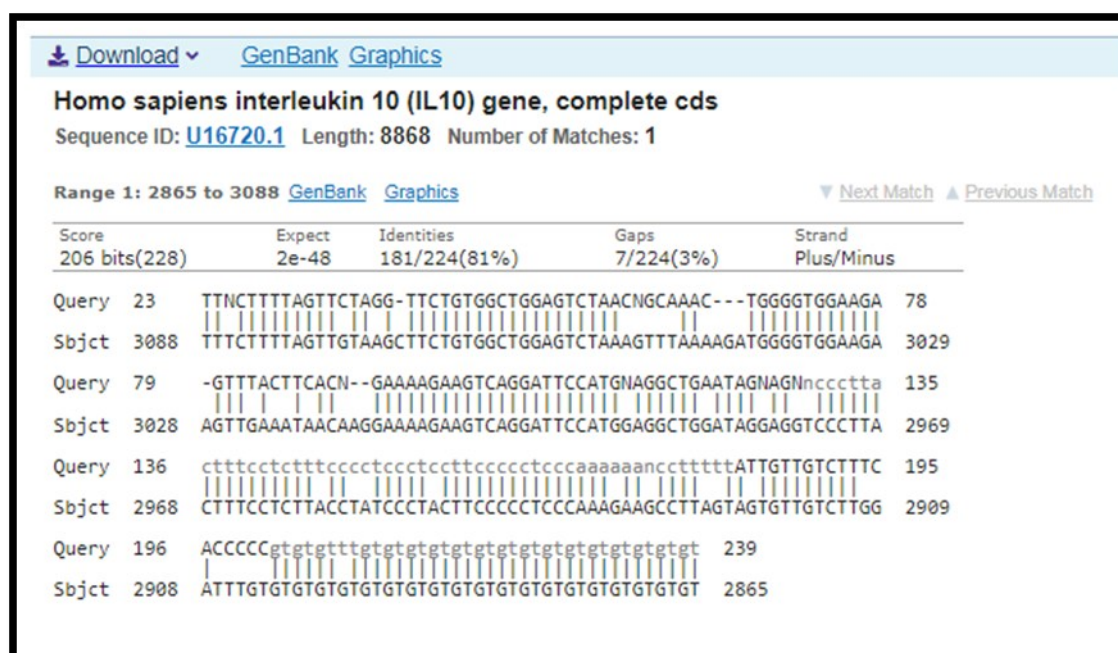 Download GenBank Graphics
Homo sapiens interleukin 10 (IL10) gene, complete cds
Sequence ID: U16720.1 Length: 8868 Number of Matches: 1
Range 1: 2865 to 3088 GenBank Graphics ▼ Next Match ▲ Previous Match
Score Expect Identities Gaps Strand
206 bits(228) 2e-48 181/224(81%) 7/224(3%) Plus/Minus
Query 23 TTNCTTTTAGTTCTAGG-TTCTGTGGCTGGAGTCTAACNGCAAAC---TGGGGTGGAAGA 78
Sbjct 3088 TTTCTTTTAGTTGTAAGCTTCTGTGGCTGGAGTCTAAAGTTTAAAAGATGGGGTGGAAGA 3029
Query 79 -GTTTACTTCACN--GAAAAGAAGTCAGGATTCCATGNAGGCTGAATAGNAGNnccctta 135
Sbjct 3028 AGTTGAAATAACAAGGAAAAGAAGTCAGGATTCCATGGAGGCTGGATAGGAGGTCCCTTA 2969
Query 136 ctttcctctttcccctccctccttccccctcccaaaaaancctttttATTGTTGTCTTTC 195
Sbjct 2968 CTTTCCTCTTACCTATCCCTACTTCCCCCTCCCAAAGAAGCCTTAGTAGTGTTGTCTTGG 2909
Query 196 ACCCCCgtgtgtttgtgtgtgtgtgtgtgtgtgtgtgtgtgtgt 239
Sbjct 2908 ATTTGTGTGTGTGTGTGTGTGTGTGTGTGTGTGTGTGTGTGTGT 2865